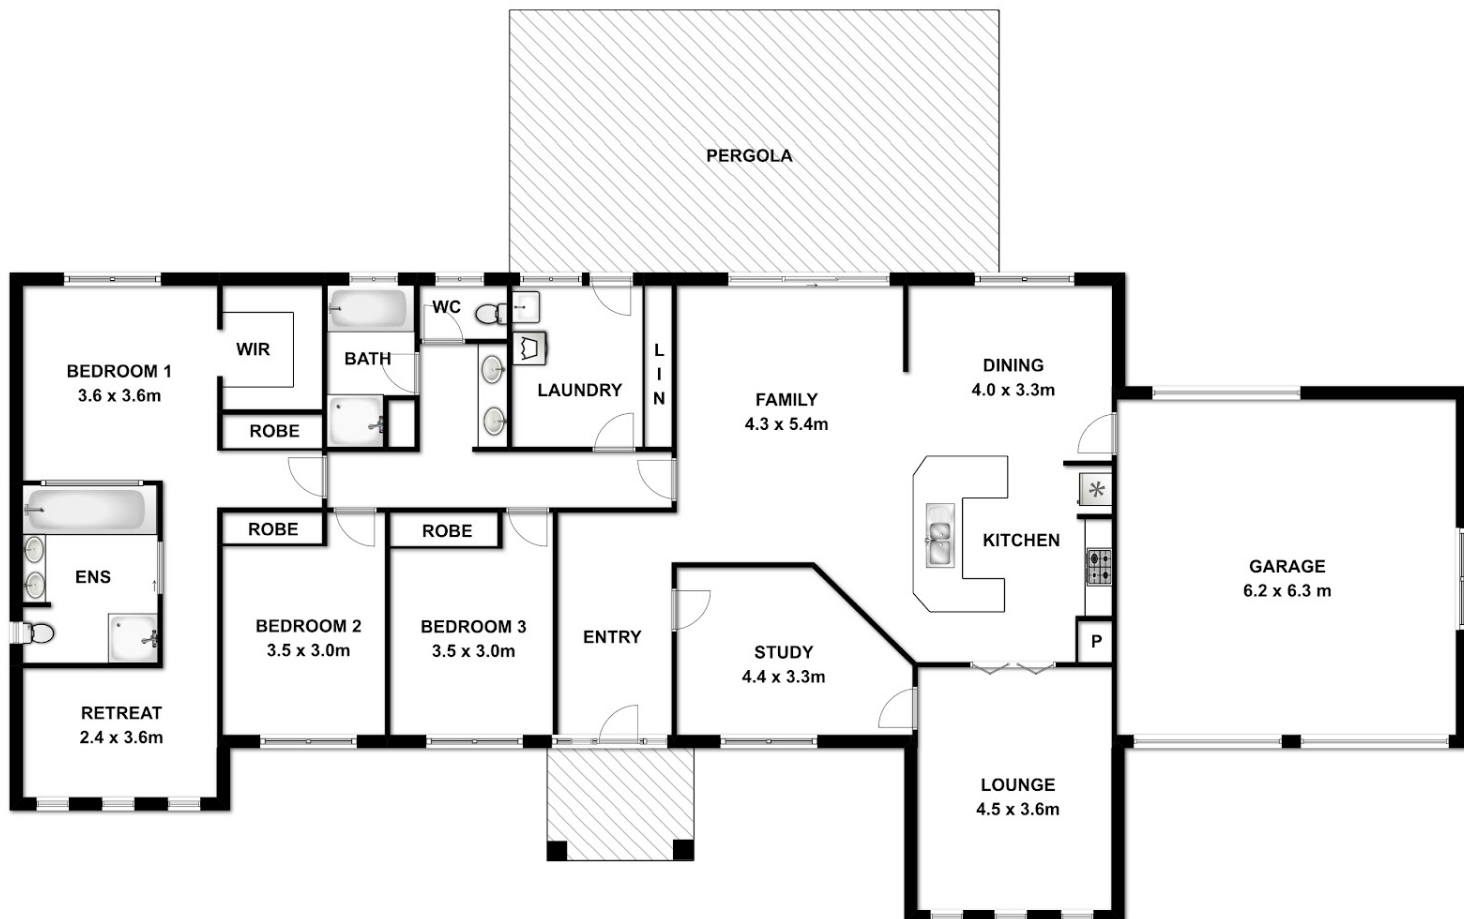 PERGOLA
BEDROOM 1
3.6 x 3.6m
WIR
ROBE
BATH
WC
LAUNDRY
L
I
N
FAMILY
4.3 x 5.4m
DINING
4.0 x 3.3m
KITCHEN
P
GARAGE
6.2 x 6.3 m
ENS
ROBE
ROBE
BEDROOM 2
3.5 x 3.0m
BEDROOM 3
3.5 x 3.0m
ENTRY
STUDY
4.4 x 3.3m
RETREAT
2.4 x 3.6m
LOUNGE
4.5 x 3.6m